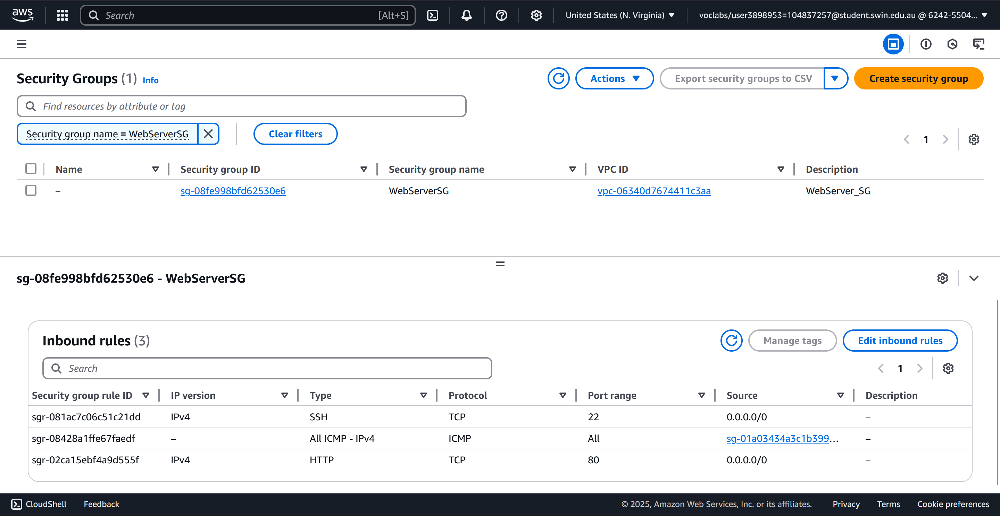 aws
Search [Alt+S] United States (N. Virginia) voclabs/user3898953=104837257@student.swin.edu.au @ 6242-5504...
Security Groups (1) Info Actions Export security groups to CSV Create security group
Find resources by attribute or tag
Security group name = WebServerSG Clear filters
1
Name Security group ID Security group name VPC ID Description
– sg-08fe998bfd62530e6 WebServerSG vpc-06340d7674411c3aa WebServer_SG
sg-08fe998bfd62530e6 - WebServerSG
Inbound rules (3) Manage tags Edit inbound rules
Search 1
Security group rule ID IP version Type Protocol Port range Source Description
sgr-081ac7c06c51c21dd IPv4 SSH TCP 22 0.0.0.0/0 –
sgr-08428a1ffe67faedf – All ICMP - IPv4 ICMP All sg-01a03434a3c1b399... –
sgr-02ca15ebf4a9d555f IPv4 HTTP TCP 80 0.0.0.0/0 –
CloudShell Feedback © 2025, Amazon Web Services, Inc. or its affiliates. Privacy Terms Cookie preferences